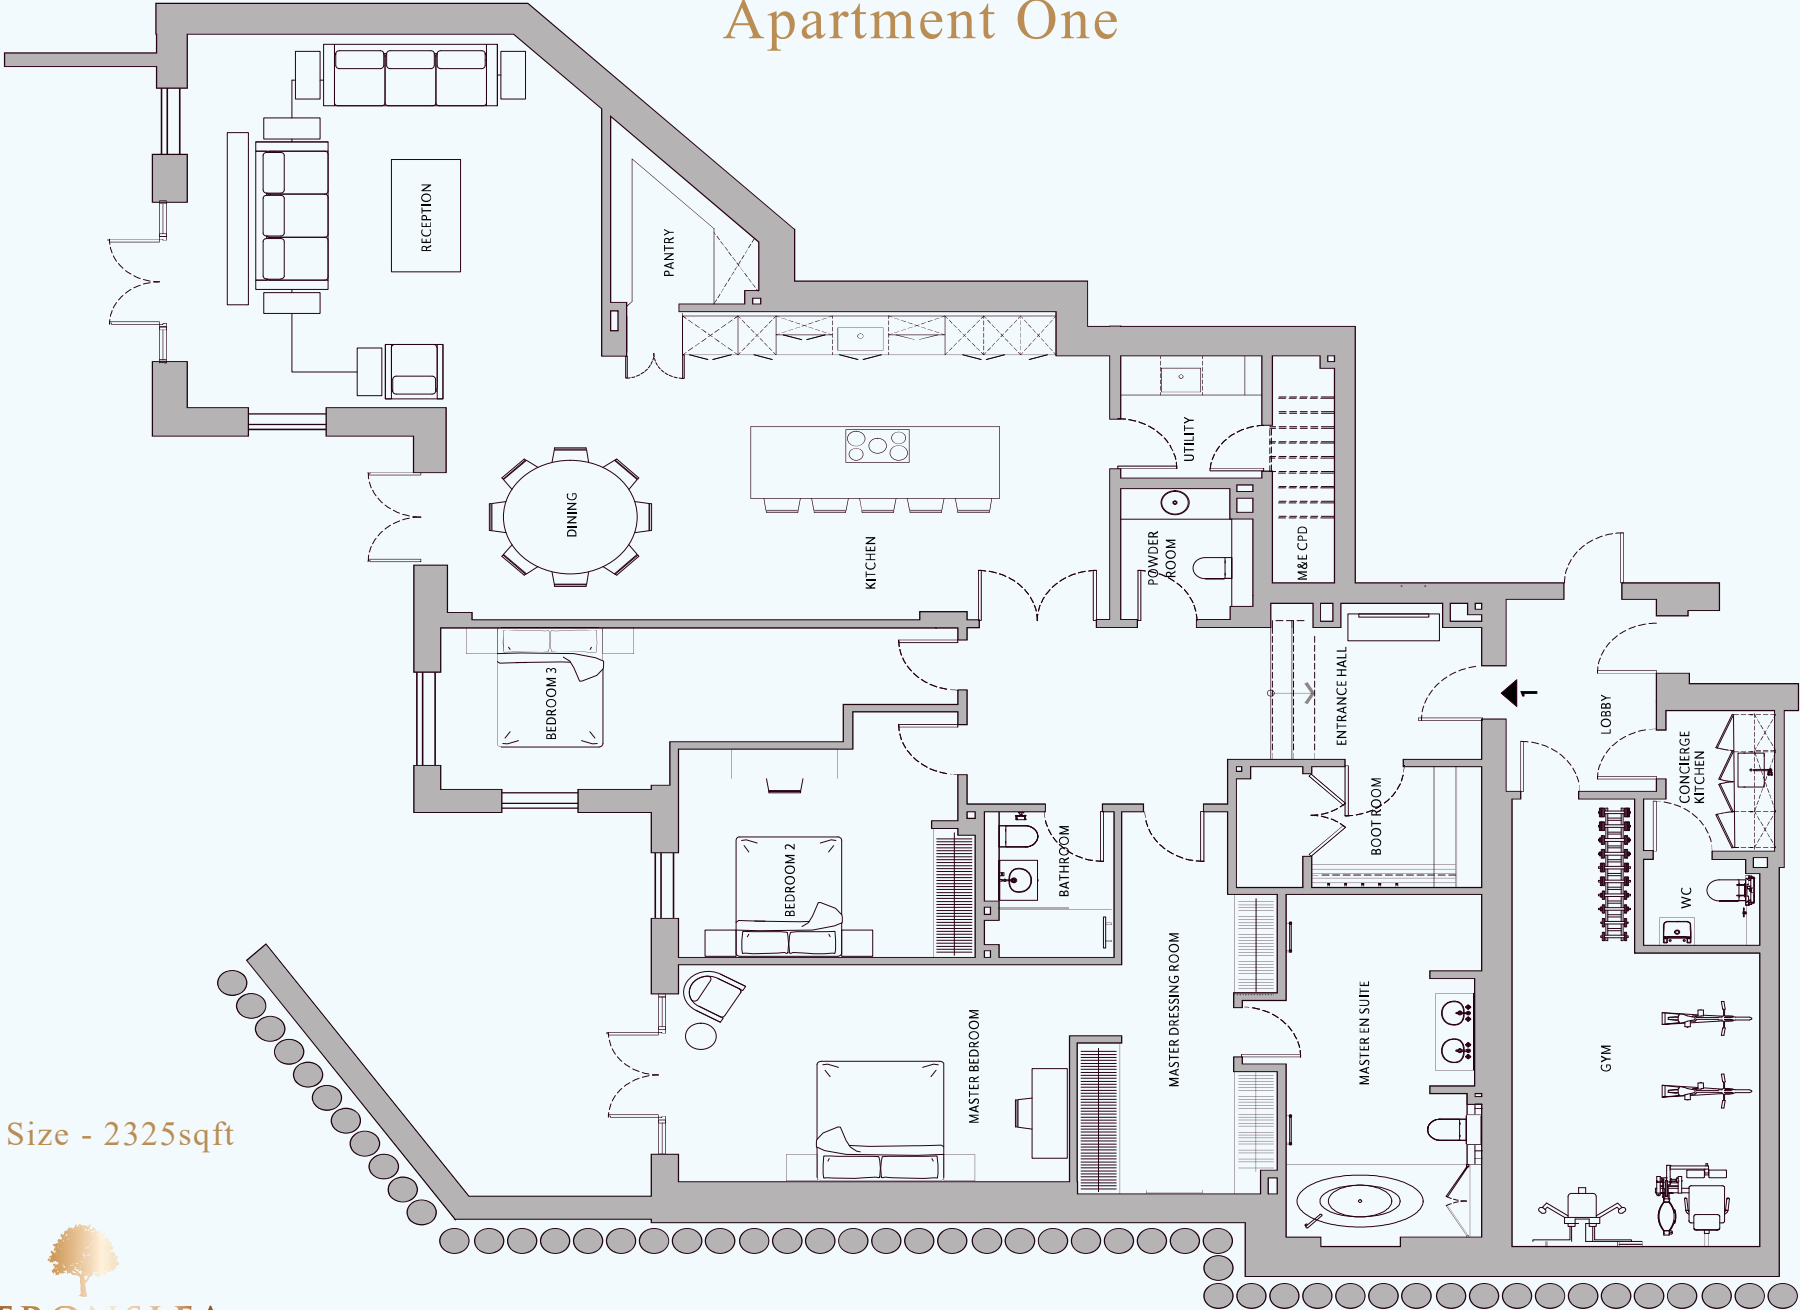 Apartment One
RECEPTION
PANTRY
UTILITY
DINING
KITCHEN
POWDER
ROOM
M&E CPD
BEDROOM 3
ENTRANCE HALL
1
LOBBY
CONCIERGE
KITCHEN
BOOT ROOM
BEDROOM 2
BATHROOM
WC
MASTER DRESSING ROOM
MASTER EN SUITE
GYM
MASTER BEDROOM
Size - 2325sqft